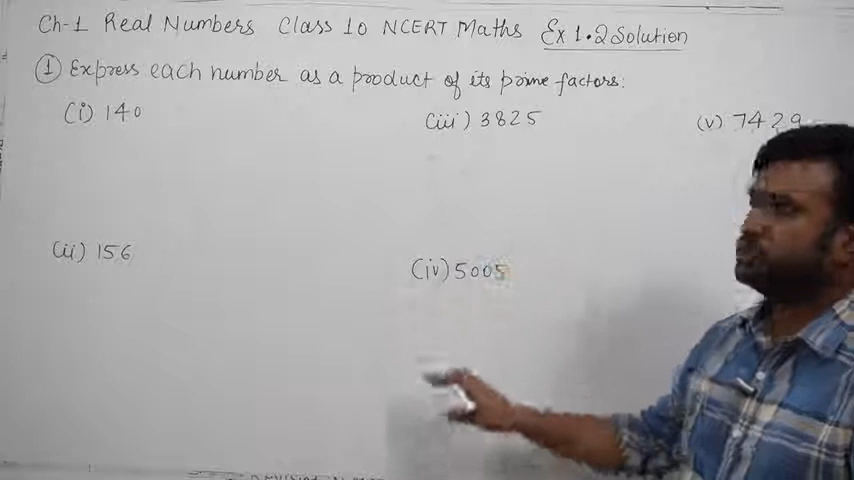 Ch-1 Real Numbers Class 10 NCERT Maths Ex 1.2 Solution
① Express each number as a product of its prime factors:
(i) 140
(iii) 3825
(v) 7429
(ii) 156
(iv) 5005